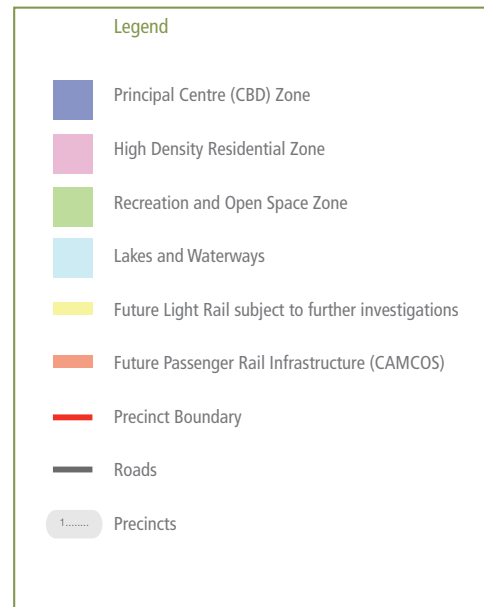 Legend
Principal Centre (CBD) Zone
High Density Residential Zone
Recreation and Open Space Zone
Lakes and Waterways
Future Light Rail subject to further investigations
Future Passenger Rail Infrastructure (CAMCOS)
Precinct Boundary
Roads
1........ Precincts